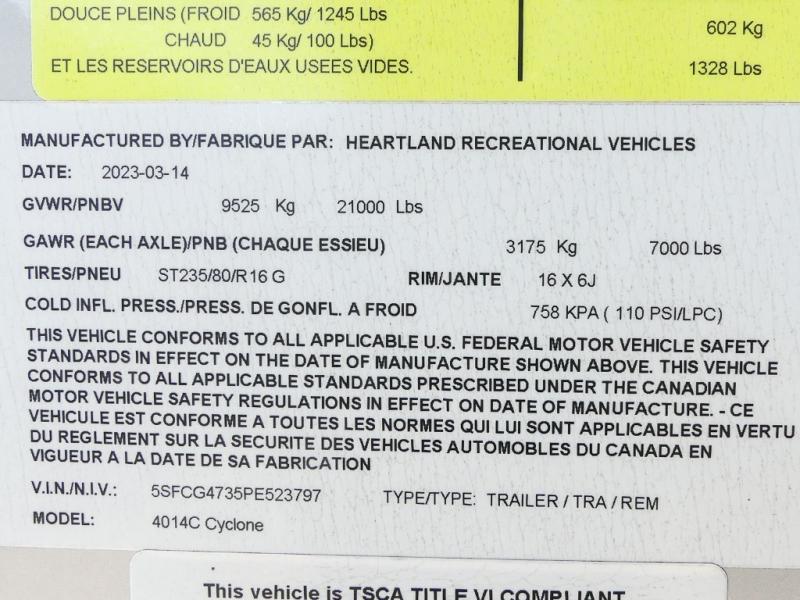 DOUCE PLEINS (FROID 565 Kg/ 1245 Lbs
CHAUD 45 Kg/ 100 Lbs)
602 Kg
ET LES RESERVOIRS D'EAUX USEES VIDES.
1328 Lbs
MANUFACTURED BY/FABRIQUE PAR: HEARTLAND RECREATIONAL VEHICLES
DATE: 2023-03-14
GVWR/PNBV 9525 Kg 21000 Lbs
GAWR (EACH AXLE)/PNB (CHAQUE ESSIEU) 3175 Kg 7000 Lbs
TIRES/PNEU ST235/80/R16 G RIM/JANTE 16 X 6J
COLD INFL. PRESS./PRESS. DE GONFL. A FROID 758 KPA ( 110 PSI/LPC)
THIS VEHICLE CONFORMS TO ALL APPLICABLE U.S. FEDERAL MOTOR VEHICLE SAFETY
STANDARDS IN EFFECT ON THE DATE OF MANUFACTURE SHOWN ABOVE. THIS VEHICLE
CONFORMS TO ALL APPLICABLE STANDARDS PRESCRIBED UNDER THE CANADIAN
MOTOR VEHICLE SAFETY REGULATIONS IN EFFECT ON DATE OF MANUFACTURE. - CE
VEHICULE EST CONFORME A TOUTES LES NORMES QUI LUI SONT APPLICABLES EN VERTU
DU REGLEMENT SUR LA SECURITE DES VEHICLES AUTOMOBLES DU CANADA EN
VIGUEUR A LA DATE DE SA FABRICATION
V.I.N./N.I.V.: 5SFCG4735PE523797 TYPE/TYPE: TRAILER / TRA / REM
MODEL: 4014C Cyclone
This vehicle is TSCA TITLE VI COMPLIANT